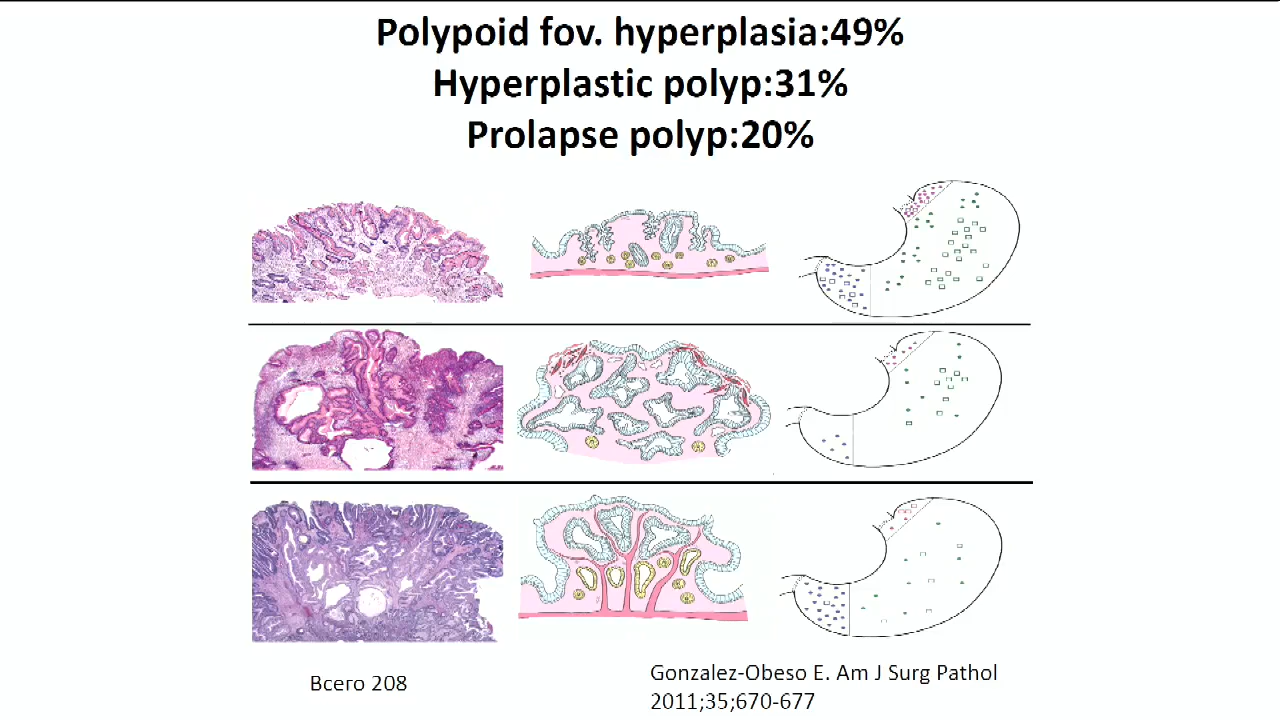 Polypoid fov. hyperplasia:49%
Hyperplastic polyp:31%
Prolapse polyp:20%
Bcero 208
Gonzalez-Obeso E. Am J Surg Pathol
2011;35;670-677